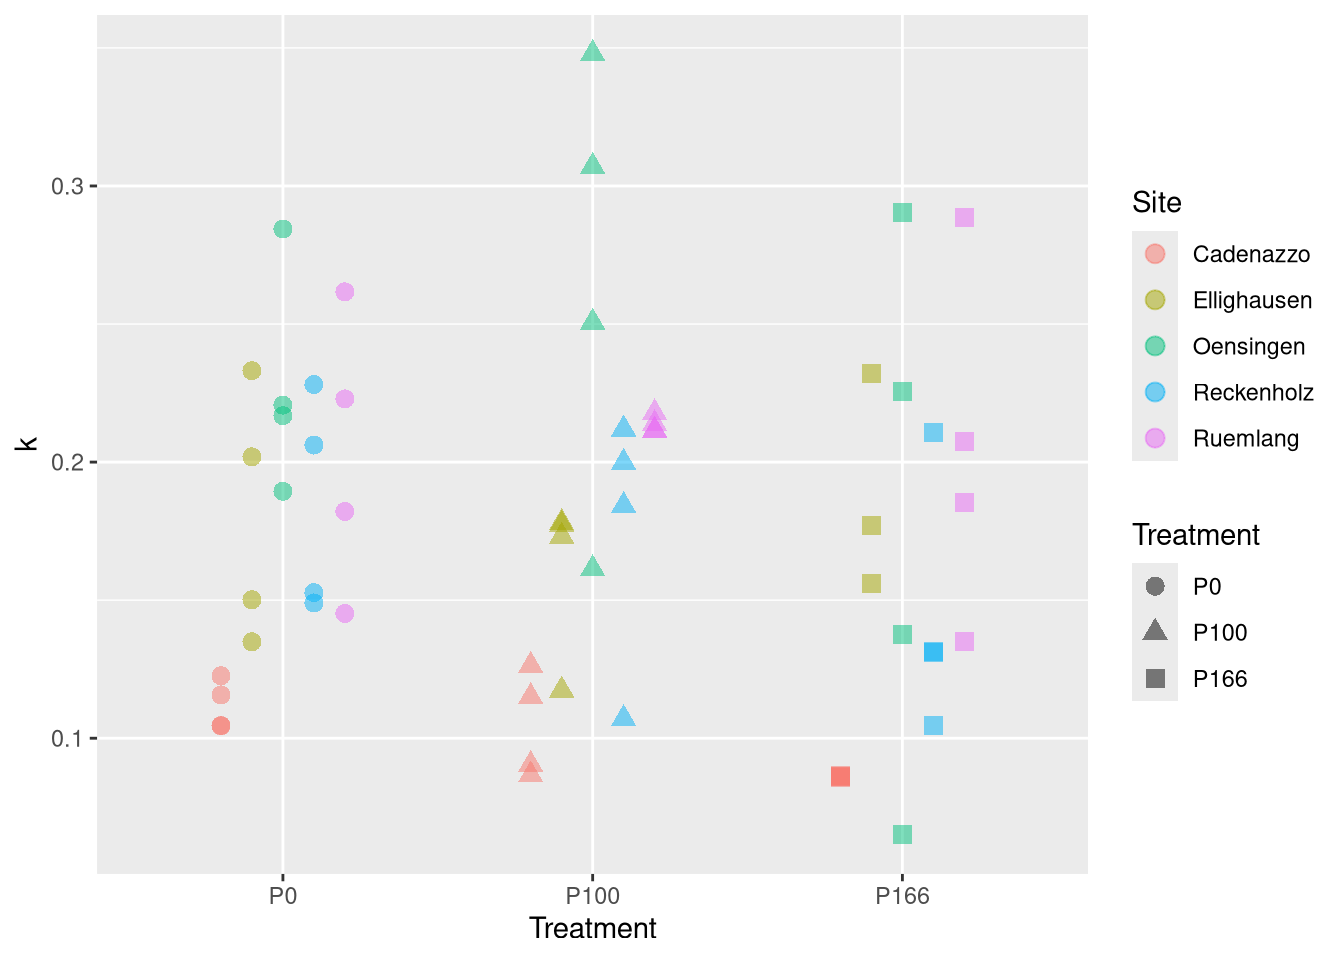 0.3
0.2
0.1
k
P0
P100
P166
Treatment
Site
Cadenazzo
Ellighausen
Oensingen
Reckenholz
Ruemlang
Treatment
P0
P100
P166